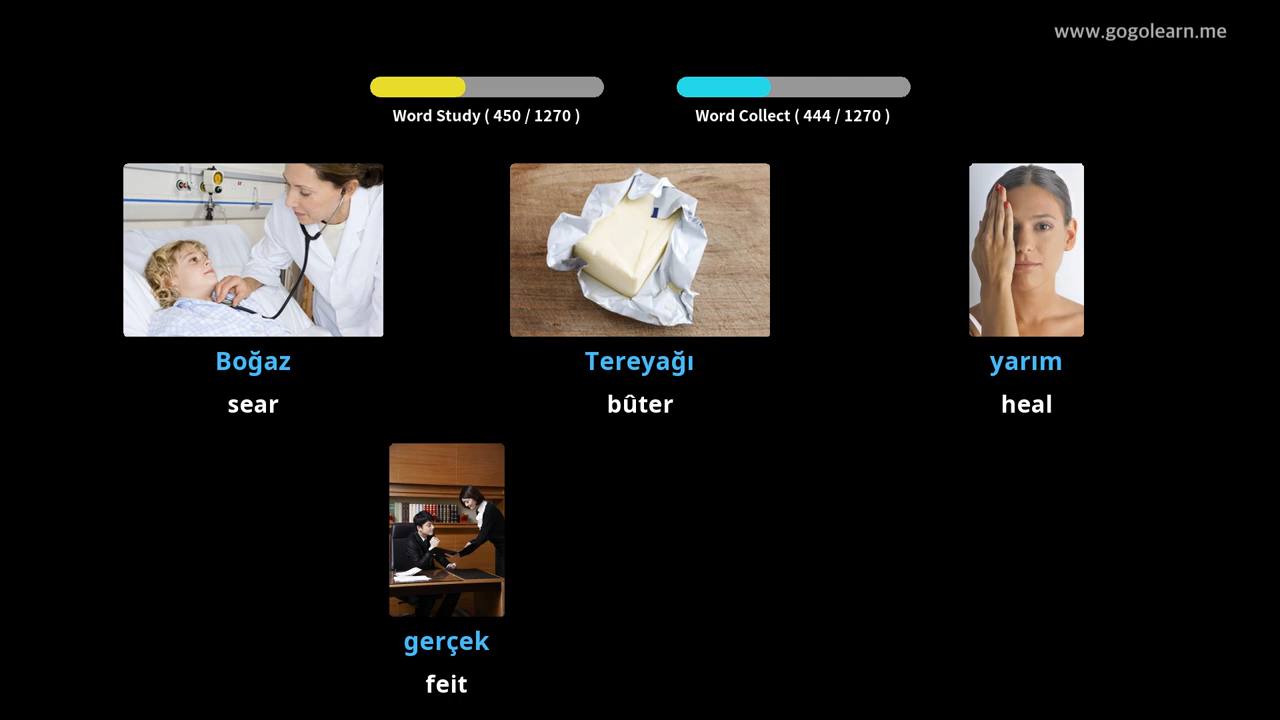 www.gogolearn.me
Word Study ( 450 / 1270 )
Word Collect ( 444 / 1270 )
Boğaz
sear
Tereyağı
bûter
yarım
heal
gerçek
feit